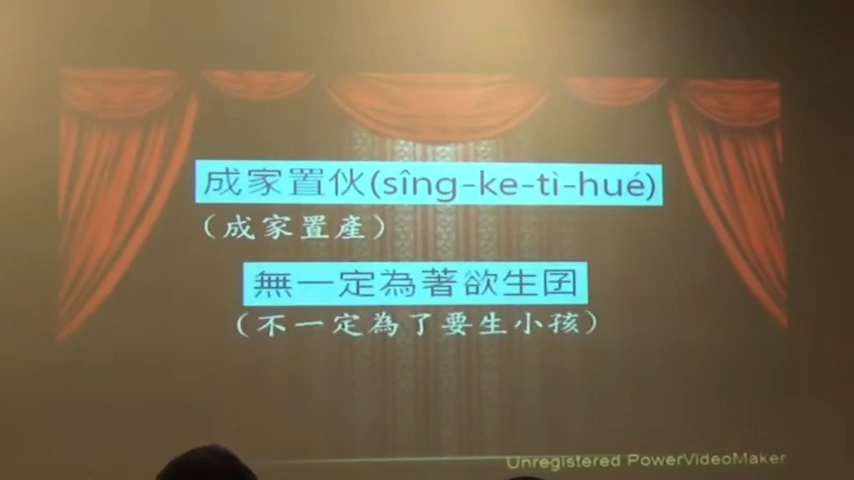 成家置伙(sîng-ke-tì-hué)
（成家置產）
無一定為著欲生囝
（不一定為了要生小孩）
Unregistered PowerVideoMaker